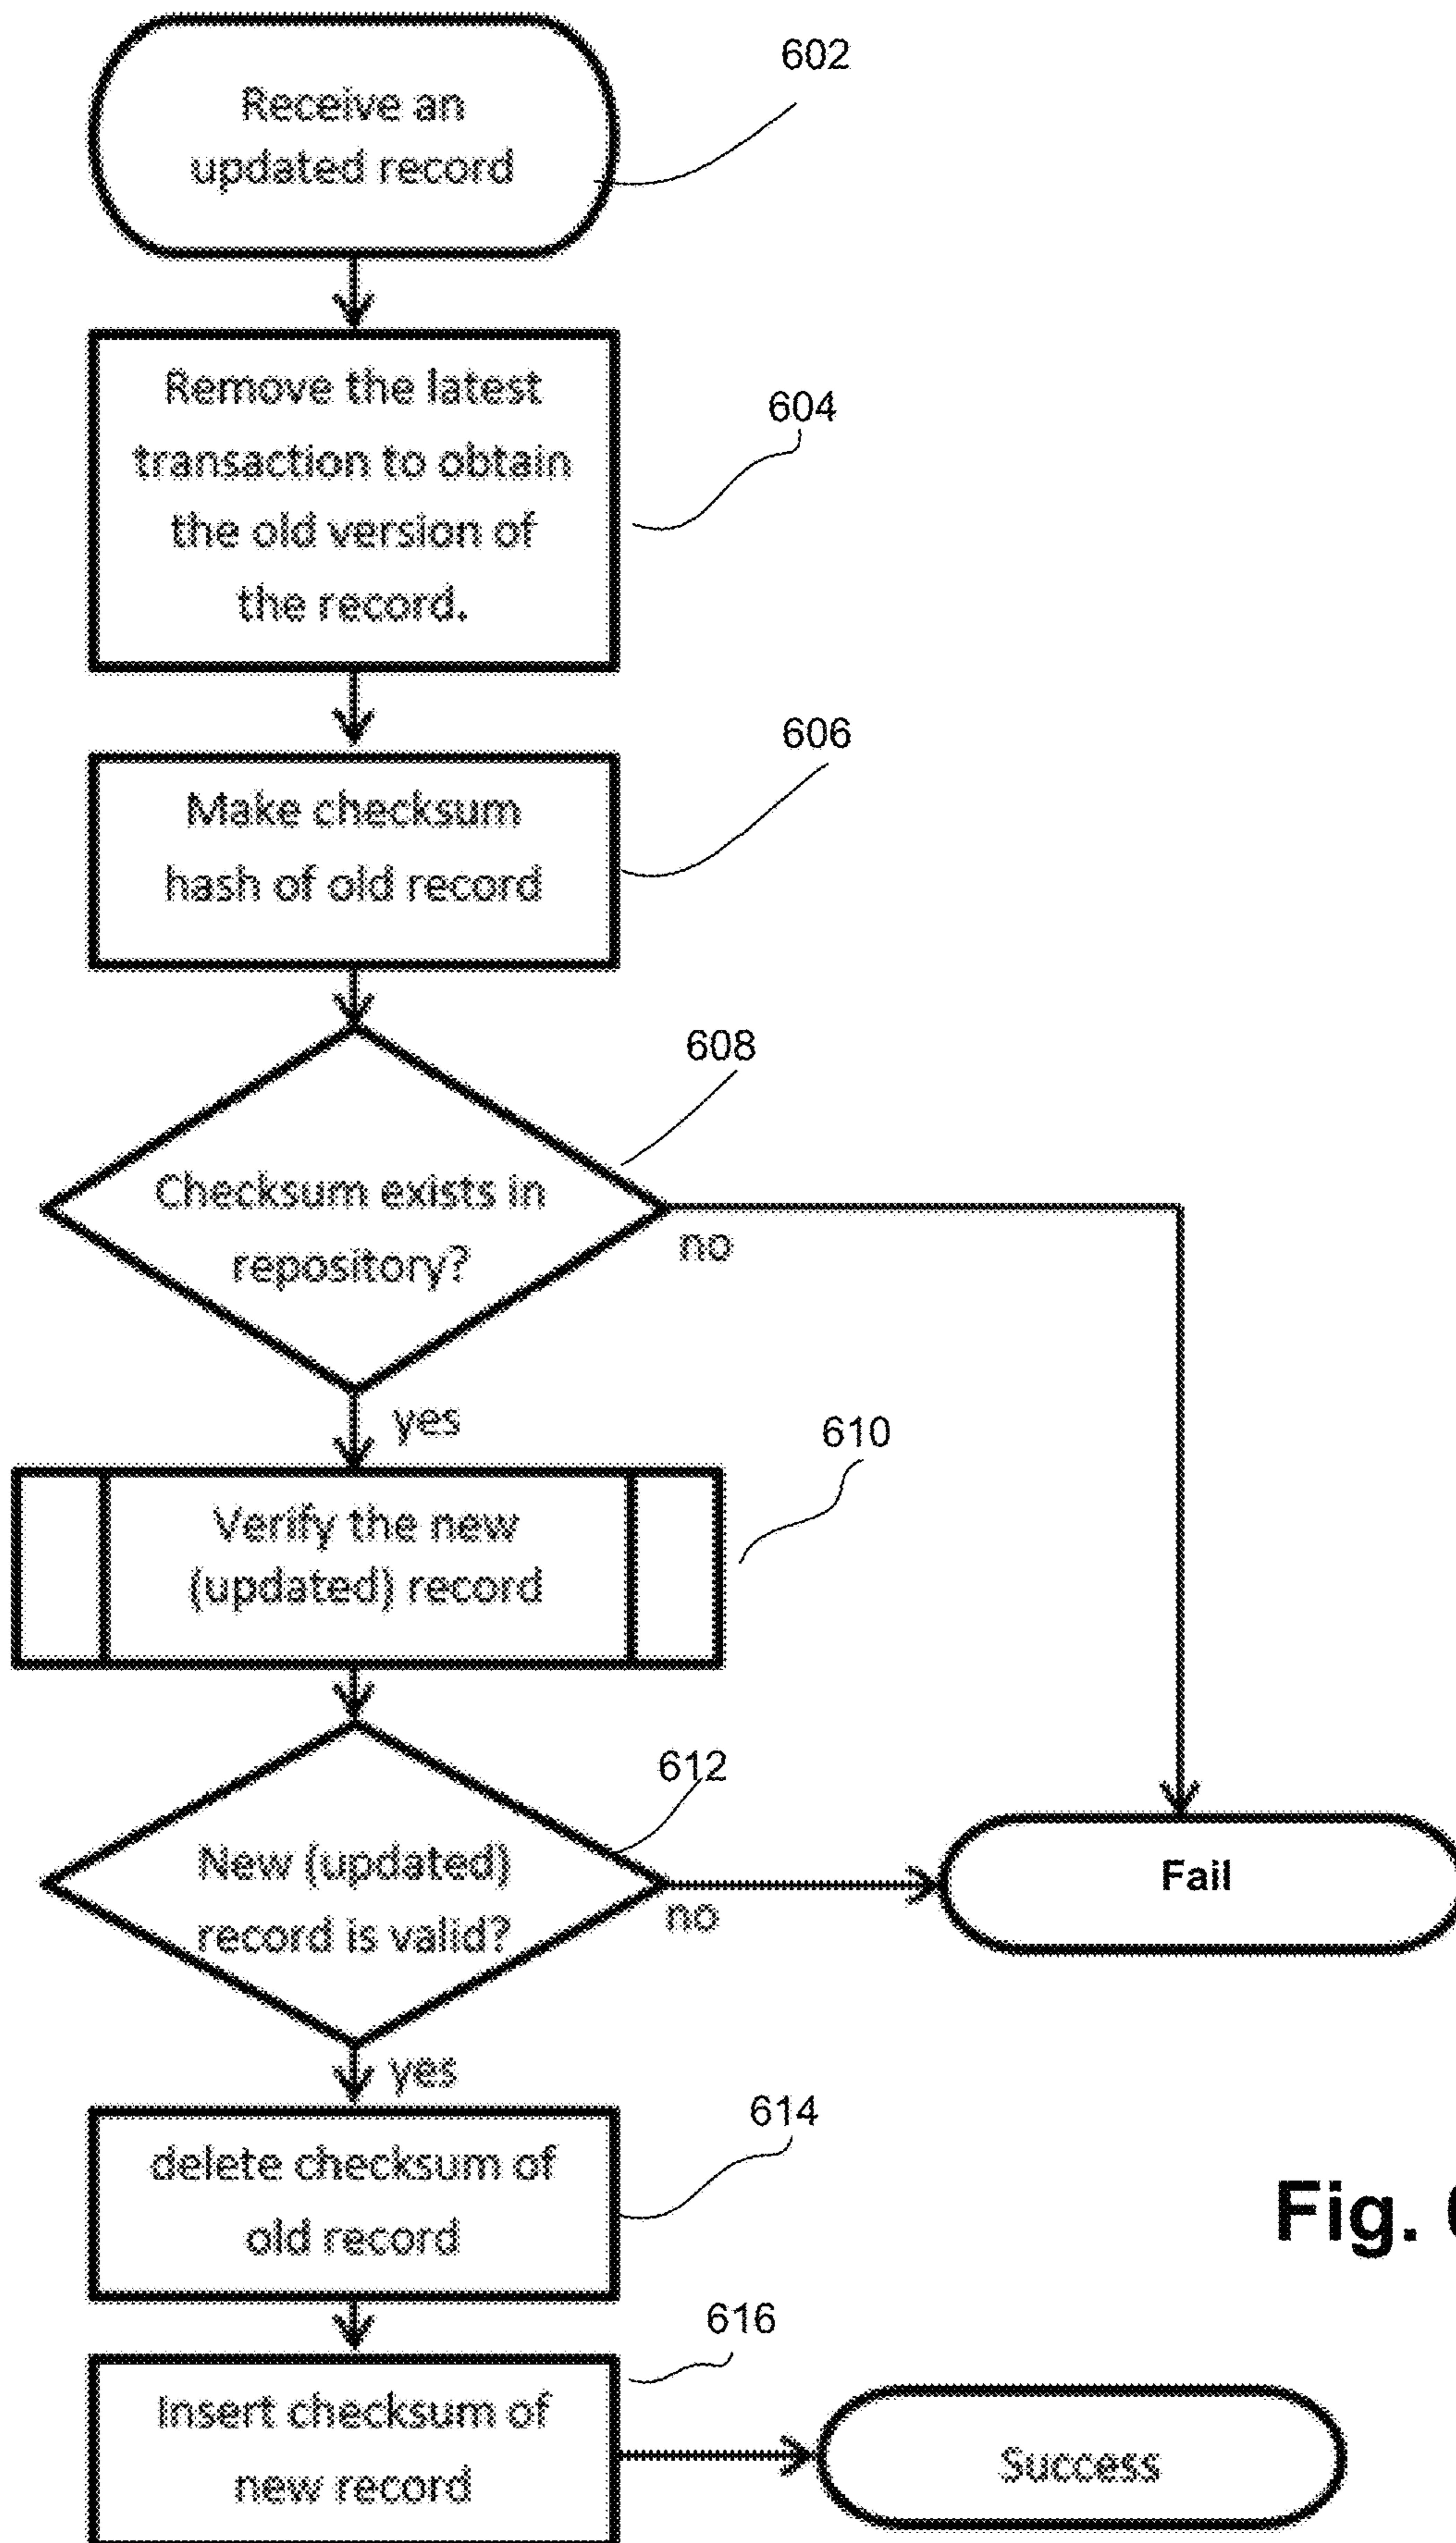 602
Receive an
updated record
Remove the latest
transaction to obtain
the old version of
the record.
604
606
Make checksum
hash of old record
608
Checksum exists in
repository?
no
yes
610
Verify the new
(updated) record
612
New (updated)
record is valid?
no
Fail
yes
614
delete checksum of
old record
Fig.
616
Insert checksum of
new record
Success